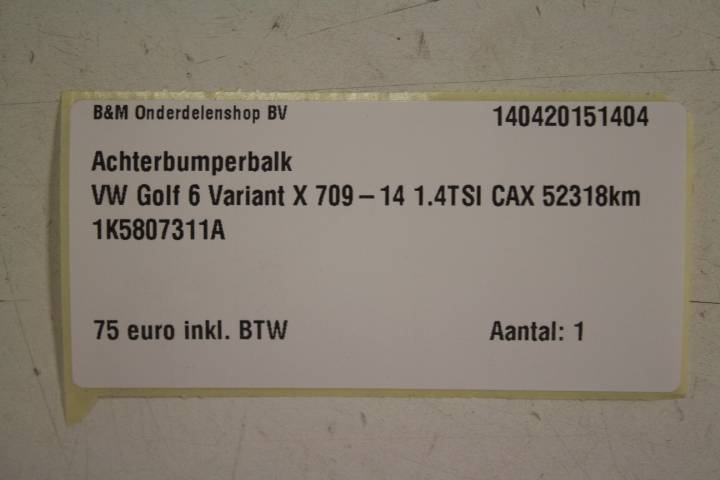 B&M Onderdelenshop BV 140420151404
Achterbumperbalk
VW Golf 6 Variant X 709-14 1.4TSI CAX 52318km
1K5807311A
75 euro inkl. BTW Aantal: 1